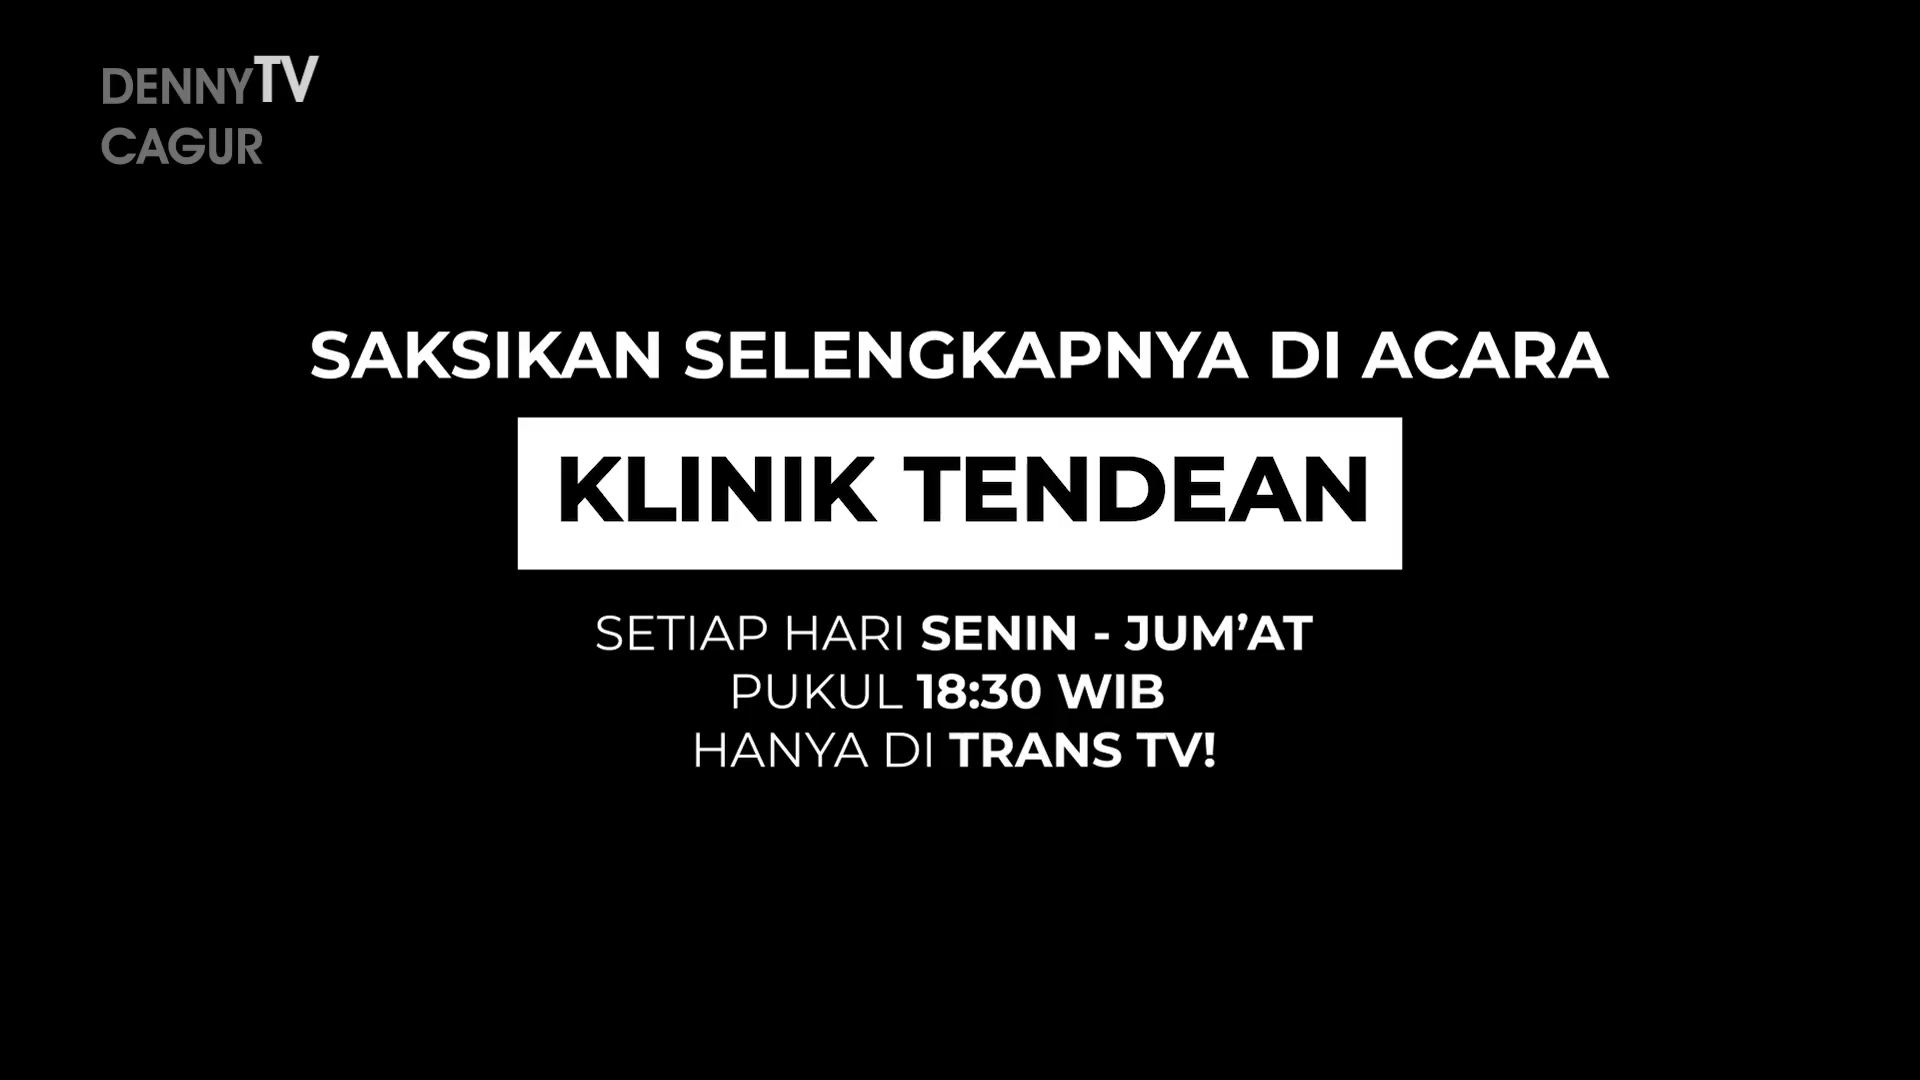 DENNYTV
CAGUR
SAKSIKAN SELENGKAPNYA DI ACARA
KLINIK TENDEAN
SETIAP HARI SENIN - JUM’AT
PUKUL 18:30 WIB
HANYA DI TRANS TV!